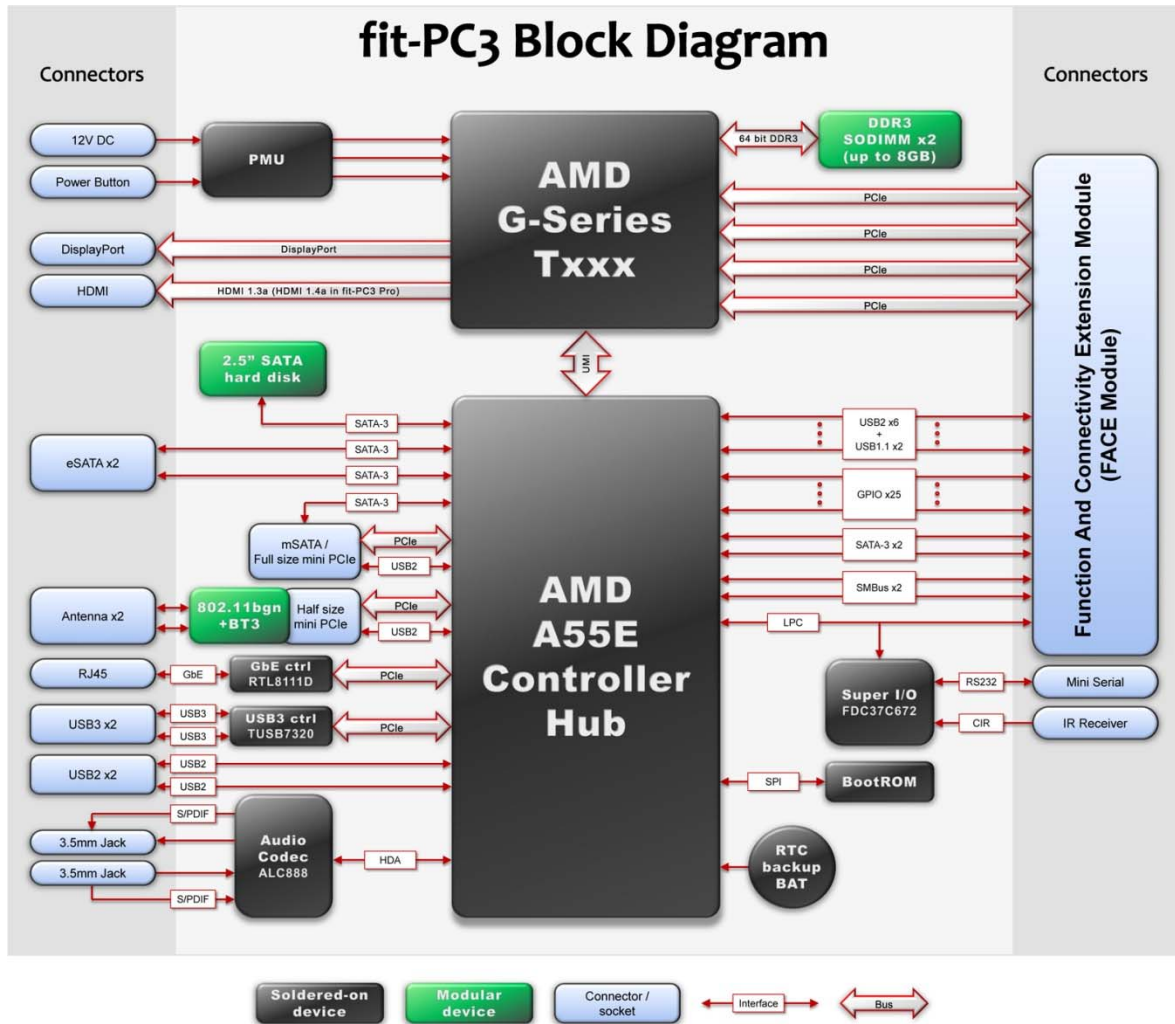 fit-PC3 Block Diagram
Connectors
Connectors
12V DC
Power Button
PMU
AMD
G-Series
Txxx
64 bit DDR3
DDR3
SODIMM x2
(up to 8GB)
PCIe
PCIe
PCIe
PCIe
DisplayPort
DisplayPort
HDMI
HDMI 1.3a (HDMI 1.4a in fit-PC3 Pro)
UMI
Function And Connectivity Extension Module
(FACE Module)
2.5” SATA
hard disk
SATA-3
eSATA x2
SATA-3
SATA-3
SATA-3
mSATA /
Full size mini PCIe
PCIe
USB2
Antenna x2
802.11bgn
+BT3
Half size
mini PCIe
PCIe
USB2
RJ45
GbE
GbE ctrl
RTL8111D
PCIe
USB3 x2
USB3
USB3
USB3 ctrl
TUSB7320
PCIe
USB2 x2
USB2
USB2
S/PDIF
3.5mm Jack
3.5mm Jack
S/PDIF
Audio
Codec
ALC888
HDA
AMD
A55E
Controller
Hub
USB2 x6
+
USB1.1 x2
GPIO x25
SATA-3 x2
SMBus x2
LPC
Super I/O
FDC37C672
RS232
Mini Serial
CIR
IR Receiver
SPI
BootROM
RTC
backup
BAT
Soldered-on
device
Modular
device
Connector /
socket
Interface
Bus